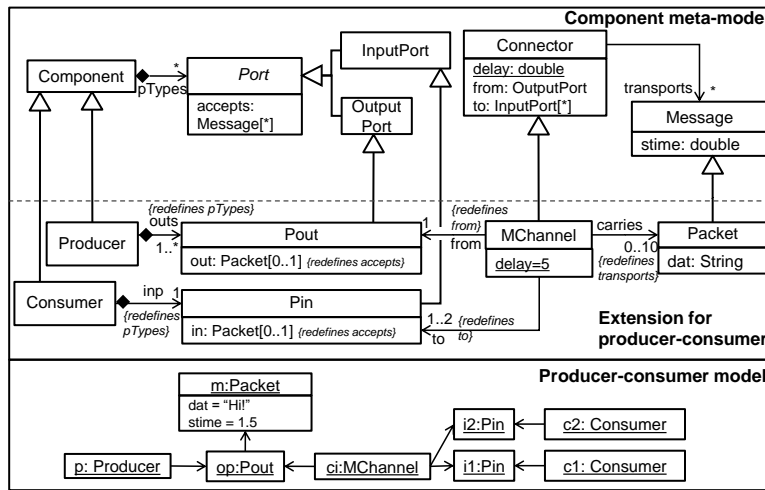 Component meta-model
Component
*
pTypes
Port
accepts:
Message[*]
InputPort
Output
Port
Connector
delay: double
from: OutputPort
to: InputPort[*]
transports
*
Message
stime: double
{redefines pTypes}
Producer
outs
1..*
Pout
out: Packet[0..1] {redefines accepts}
1
{redefines
from}
from
MChannel
delay=5
carries
0..10
{redefines
transports}
Packet
dat: String
Consumer
inp
1
{redefines
pTypes}
Pin
in: Packet[0..1] {redefines accepts}
1..2
to
{redefines
to}
Extension for
producer-consumer
Producer-consumer model
m:Packet
dat = “Hi!”
stime = 1.5
i2:Pin
c2: Consumer
p: Producer
op:Pout
ci:MChannel
i1:Pin
c1: Consumer